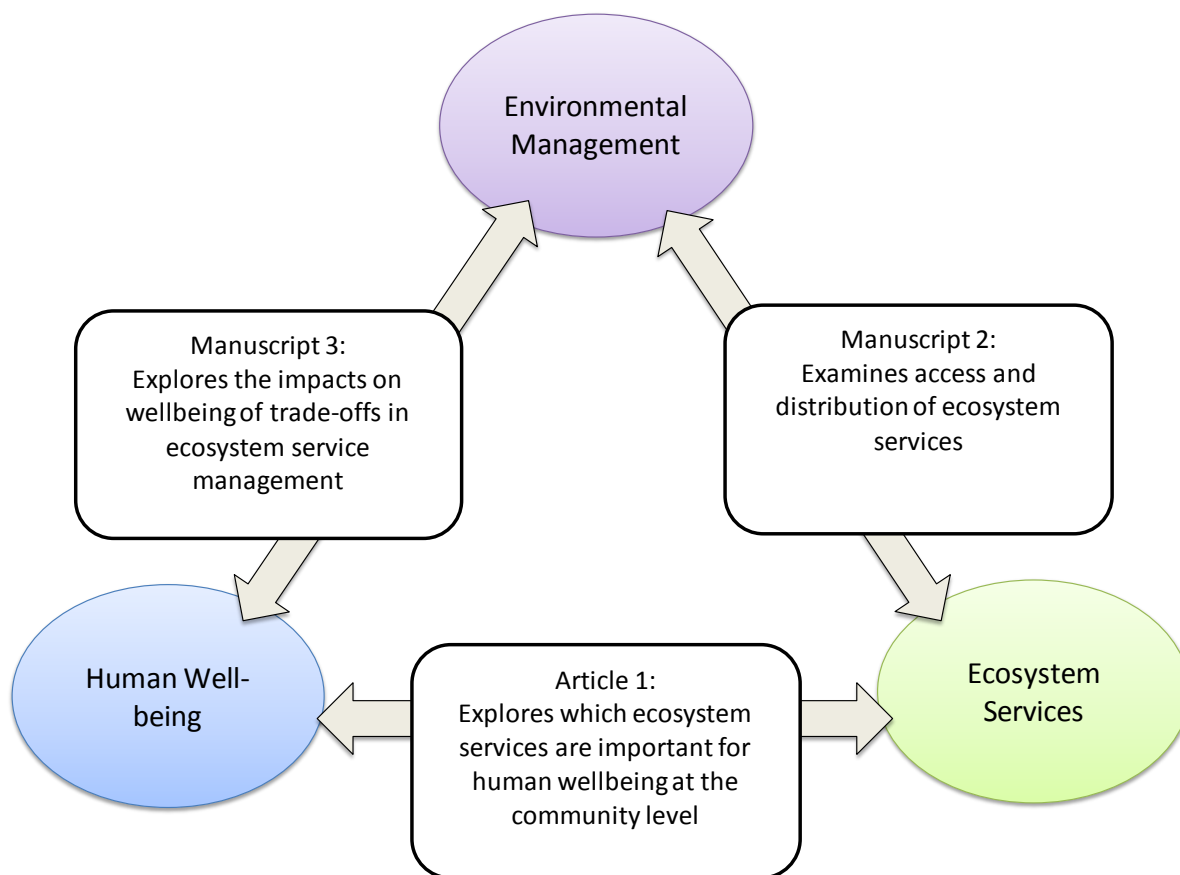 Environmental
Management
Manuscript 3:
Explores the impacts on
wellbeing of trade-offs in
ecosystem service
management
Manuscript 2:
Examines access and
distribution of ecosystem
services
Human Well-
being
Article 1:
Explores which ecosystem
services are important for
human wellbeing at the
community level
Ecosystem
Services